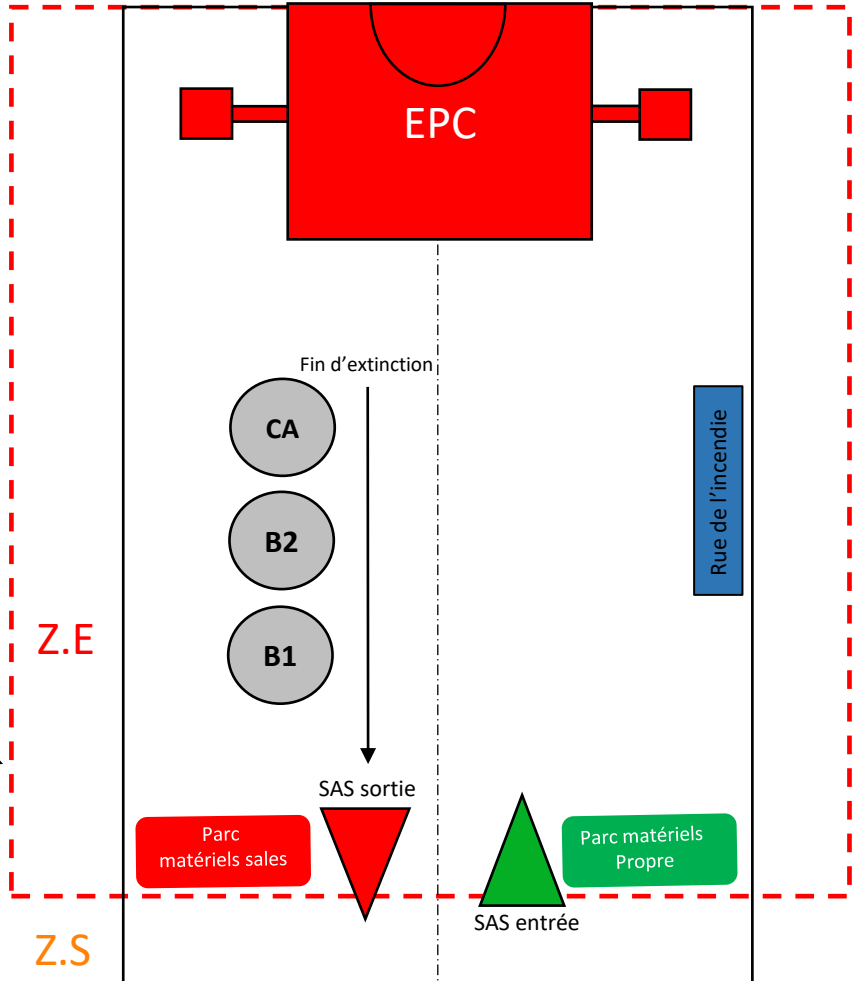 EPC
Fin d’extinction
CA
B2
B1
Rue de l’incendie
Z.E
SAS sortie
Parc
matériels sales
Parc matériels
Propre
SAS entrée
Z.S